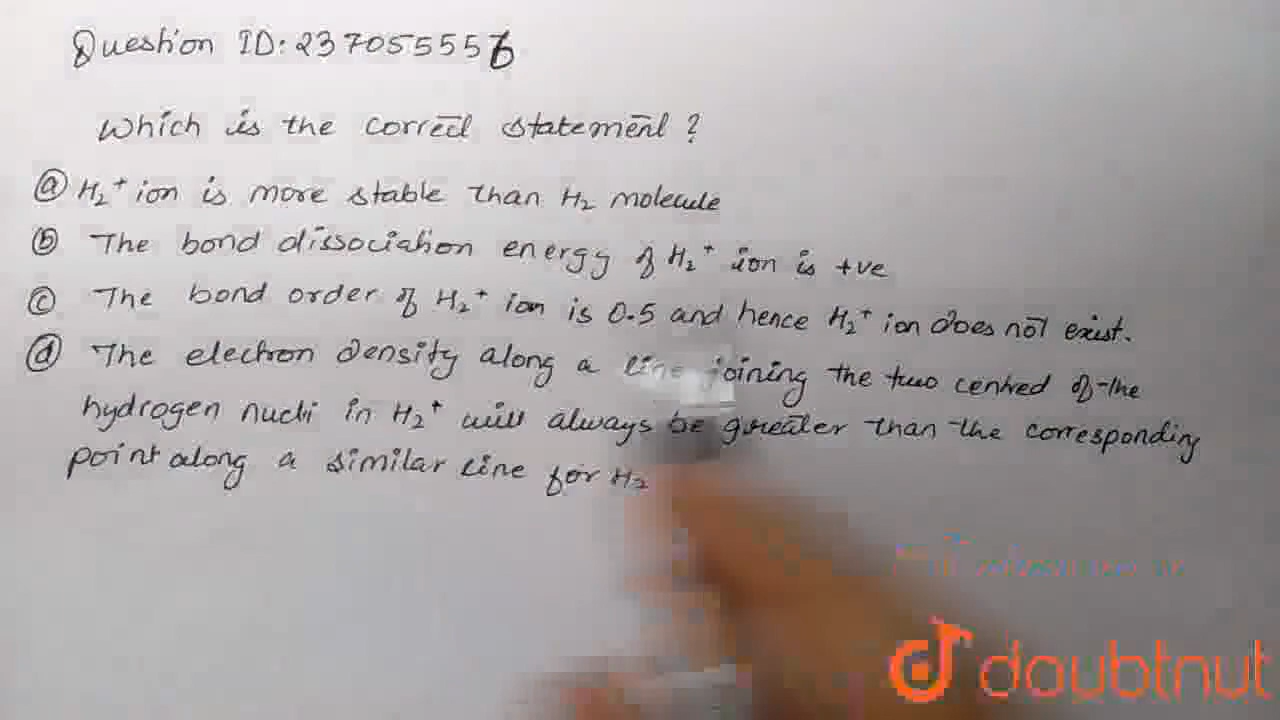 Question ID: 237055556
Which is the correct statement?
(a) H₂⁺ ion is more stable than H₂ molecule
(b) The bond dissociation energy of H₂⁺ ion is +ve
(c) The bond order of H₂⁺ ion is 0.5 and hence H₂⁺ ion does not exist.
(d) The electron density along a line joining the two centred of the
hydrogen nucli in H₂⁺ will always be greater than the corresponding
point along a similar line for H₂
doubtnut